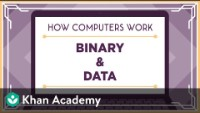 HOW COMPUTERS WORK
BINARY
&
DATA
Khan Academy